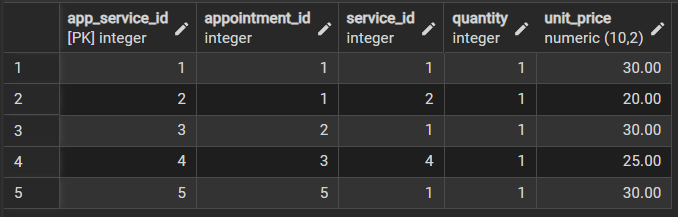 app_service_id appointment_id service_id quantity unit_price
[PK] integer integer integer integer numeric (10,2)
1 1 1 1 1 30.00
2 2 1 2 1 20.00
3 3 2 1 1 30.00
4 4 3 4 1 25.00
5 5 5 1 1 30.00